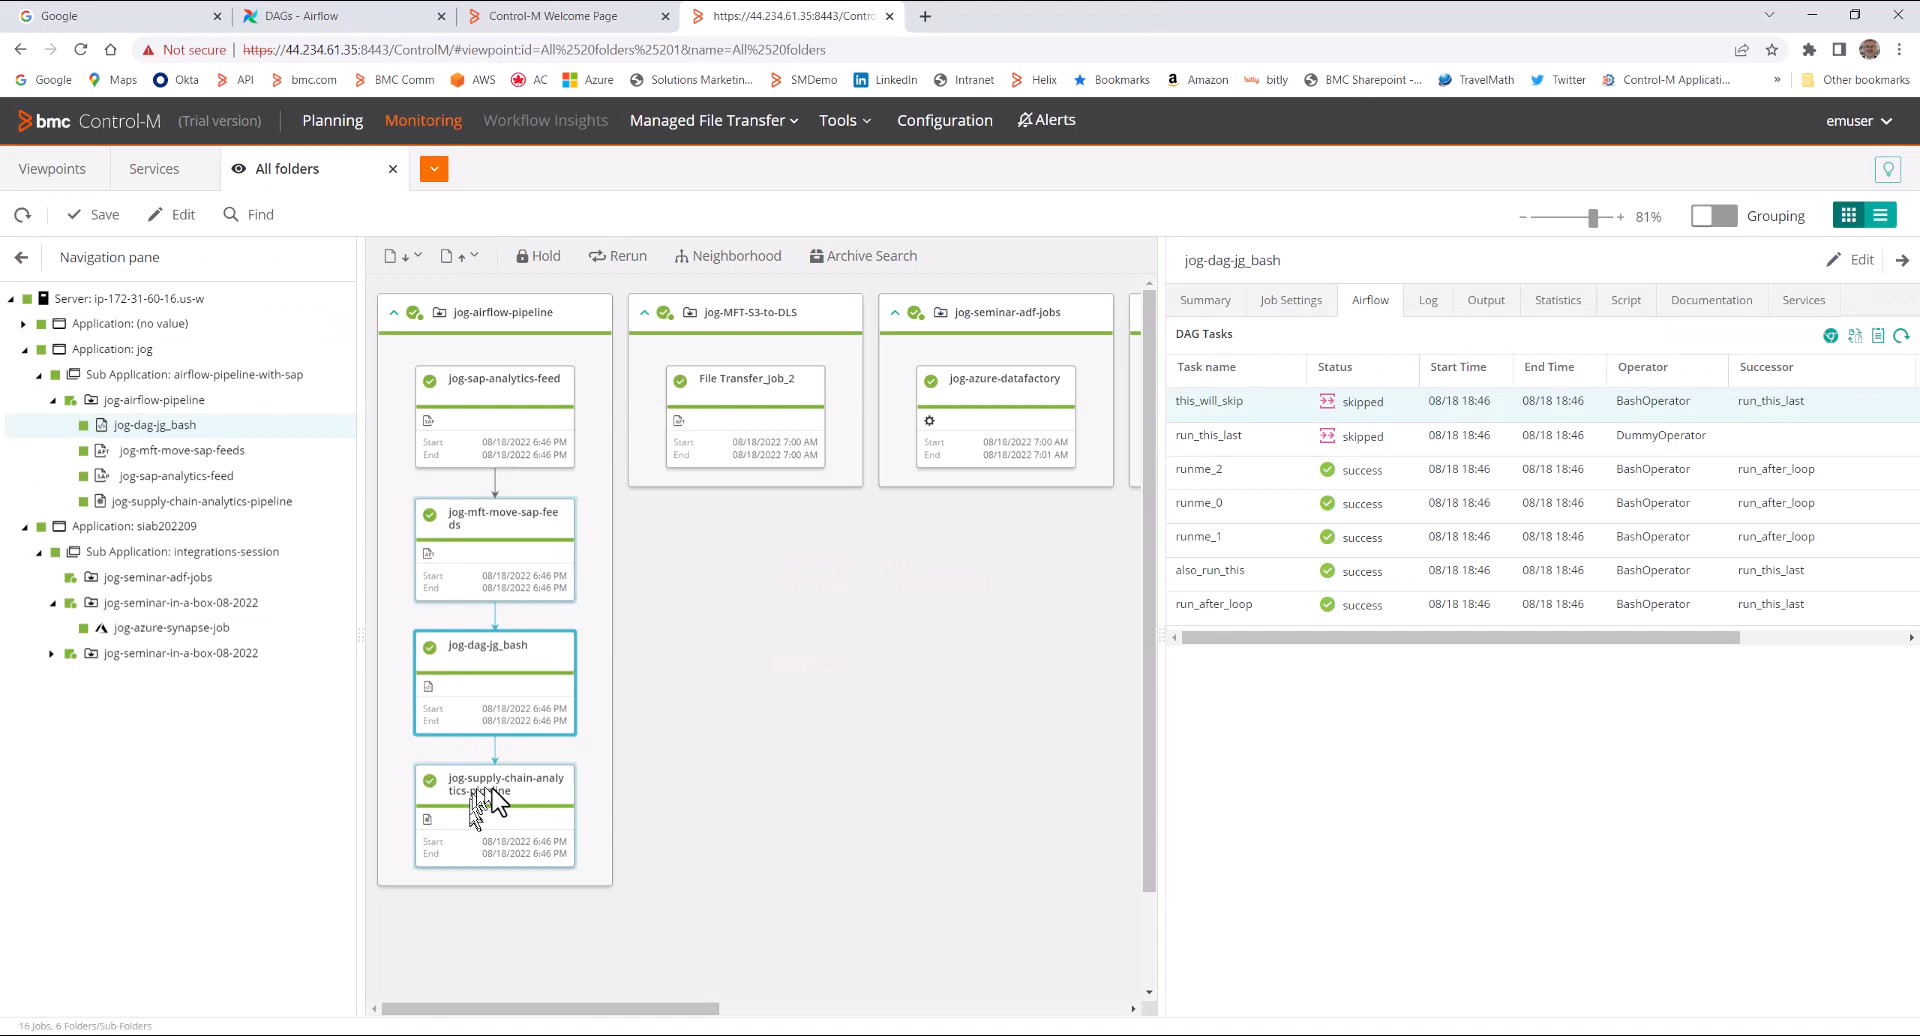 Google
DAGs - Airflow
Control-M Welcome Page
https://44.234.61.35:8443/Contro
Not secure https://44.234.61.35:8443/ControlM/#viewpoint:id=All%2520folders%25201&name=All%2520folders
Google Maps Okta API bmc.com BMC Comm AWS AC Azure Solutions Marketin... SMDemo LinkedIn Intranet Helix Bookmarks Amazon bitly BMC Sharepoint -... TravelMath Twitter Control-M Applicati... » Other bookmarks
bmc Control-M (Trial version) Planning Monitoring Workflow Insights Managed File Transfer Tools Configuration Alerts emuser
Viewpoints Services All folders
Save Edit Find 81% Grouping
Navigation pane
Server: ip-172-31-60-16.us-w
Application: (no value)
Application: jog
Sub Application: airflow-pipeline-with-sap
jog-airflow-pipeline
jog-dag-jg_bash
jog-mft-move-sap-feeds
jog-sap-analytics-feed
jog-supply-chain-analytics-pipeline
Application: siab202209
Sub Application: integrations-session
jog-seminar-adf-jobs
jog-seminar-in-a-box-08-2022
jog-azure-synapse-job
jog-seminar-in-a-box-08-2022
Hold Rerun Neighborhood Archive Search
jog-airflow-pipeline
jog-sap-analytics-feed
Start 08/18/2022 6:46 PM
End 08/18/2022 6:46 PM
jog-mft-move-sap-fee
ds
Start 08/18/2022 6:46 PM
End 08/18/2022 6:46 PM
jog-dag-jg_bash
Start 08/18/2022 6:46 PM
End 08/18/2022 6:46 PM
jog-supply-chain-analy
Start 08/18/2022 6:46 PM
End 08/18/2022 6:46 PM
jog-MFT-S3-to-DLS
File Transfer_Job_2
Start 08/18/2022 7:00 AM
End 08/18/2022 7:00 AM
jog-seminar-adf-jobs
jog-azure-datafactory
Start 08/18/2022 7:00 AM
End 08/18/2022 7:01 AM
jog-dag-jg_bash Edit
Summary Job Settings Airflow Log Output Statistics Script Documentation Services
DAG Tasks
Task name Status Start Time End Time Operator Successor
this_will_skip skipped 08/18 18:46 08/18 18:46 BashOperator run_this_last
run_this_last skipped 08/18 18:46 08/18 18:46 DummyOperator
runme_2 success 08/18 18:46 08/18 18:46 BashOperator run_after_loop
runme_0 success 08/18 18:46 08/18 18:46 BashOperator run_after_loop
runme_1 success 08/18 18:46 08/18 18:46 BashOperator run_after_loop
also_run_this success 08/18 18:46 08/18 18:46 BashOperator run_this_last
run_after_loop success 08/18 18:46 08/18 18:46 BashOperator run_this_last
16 Jobs, 6 Folders/Sub-Folders